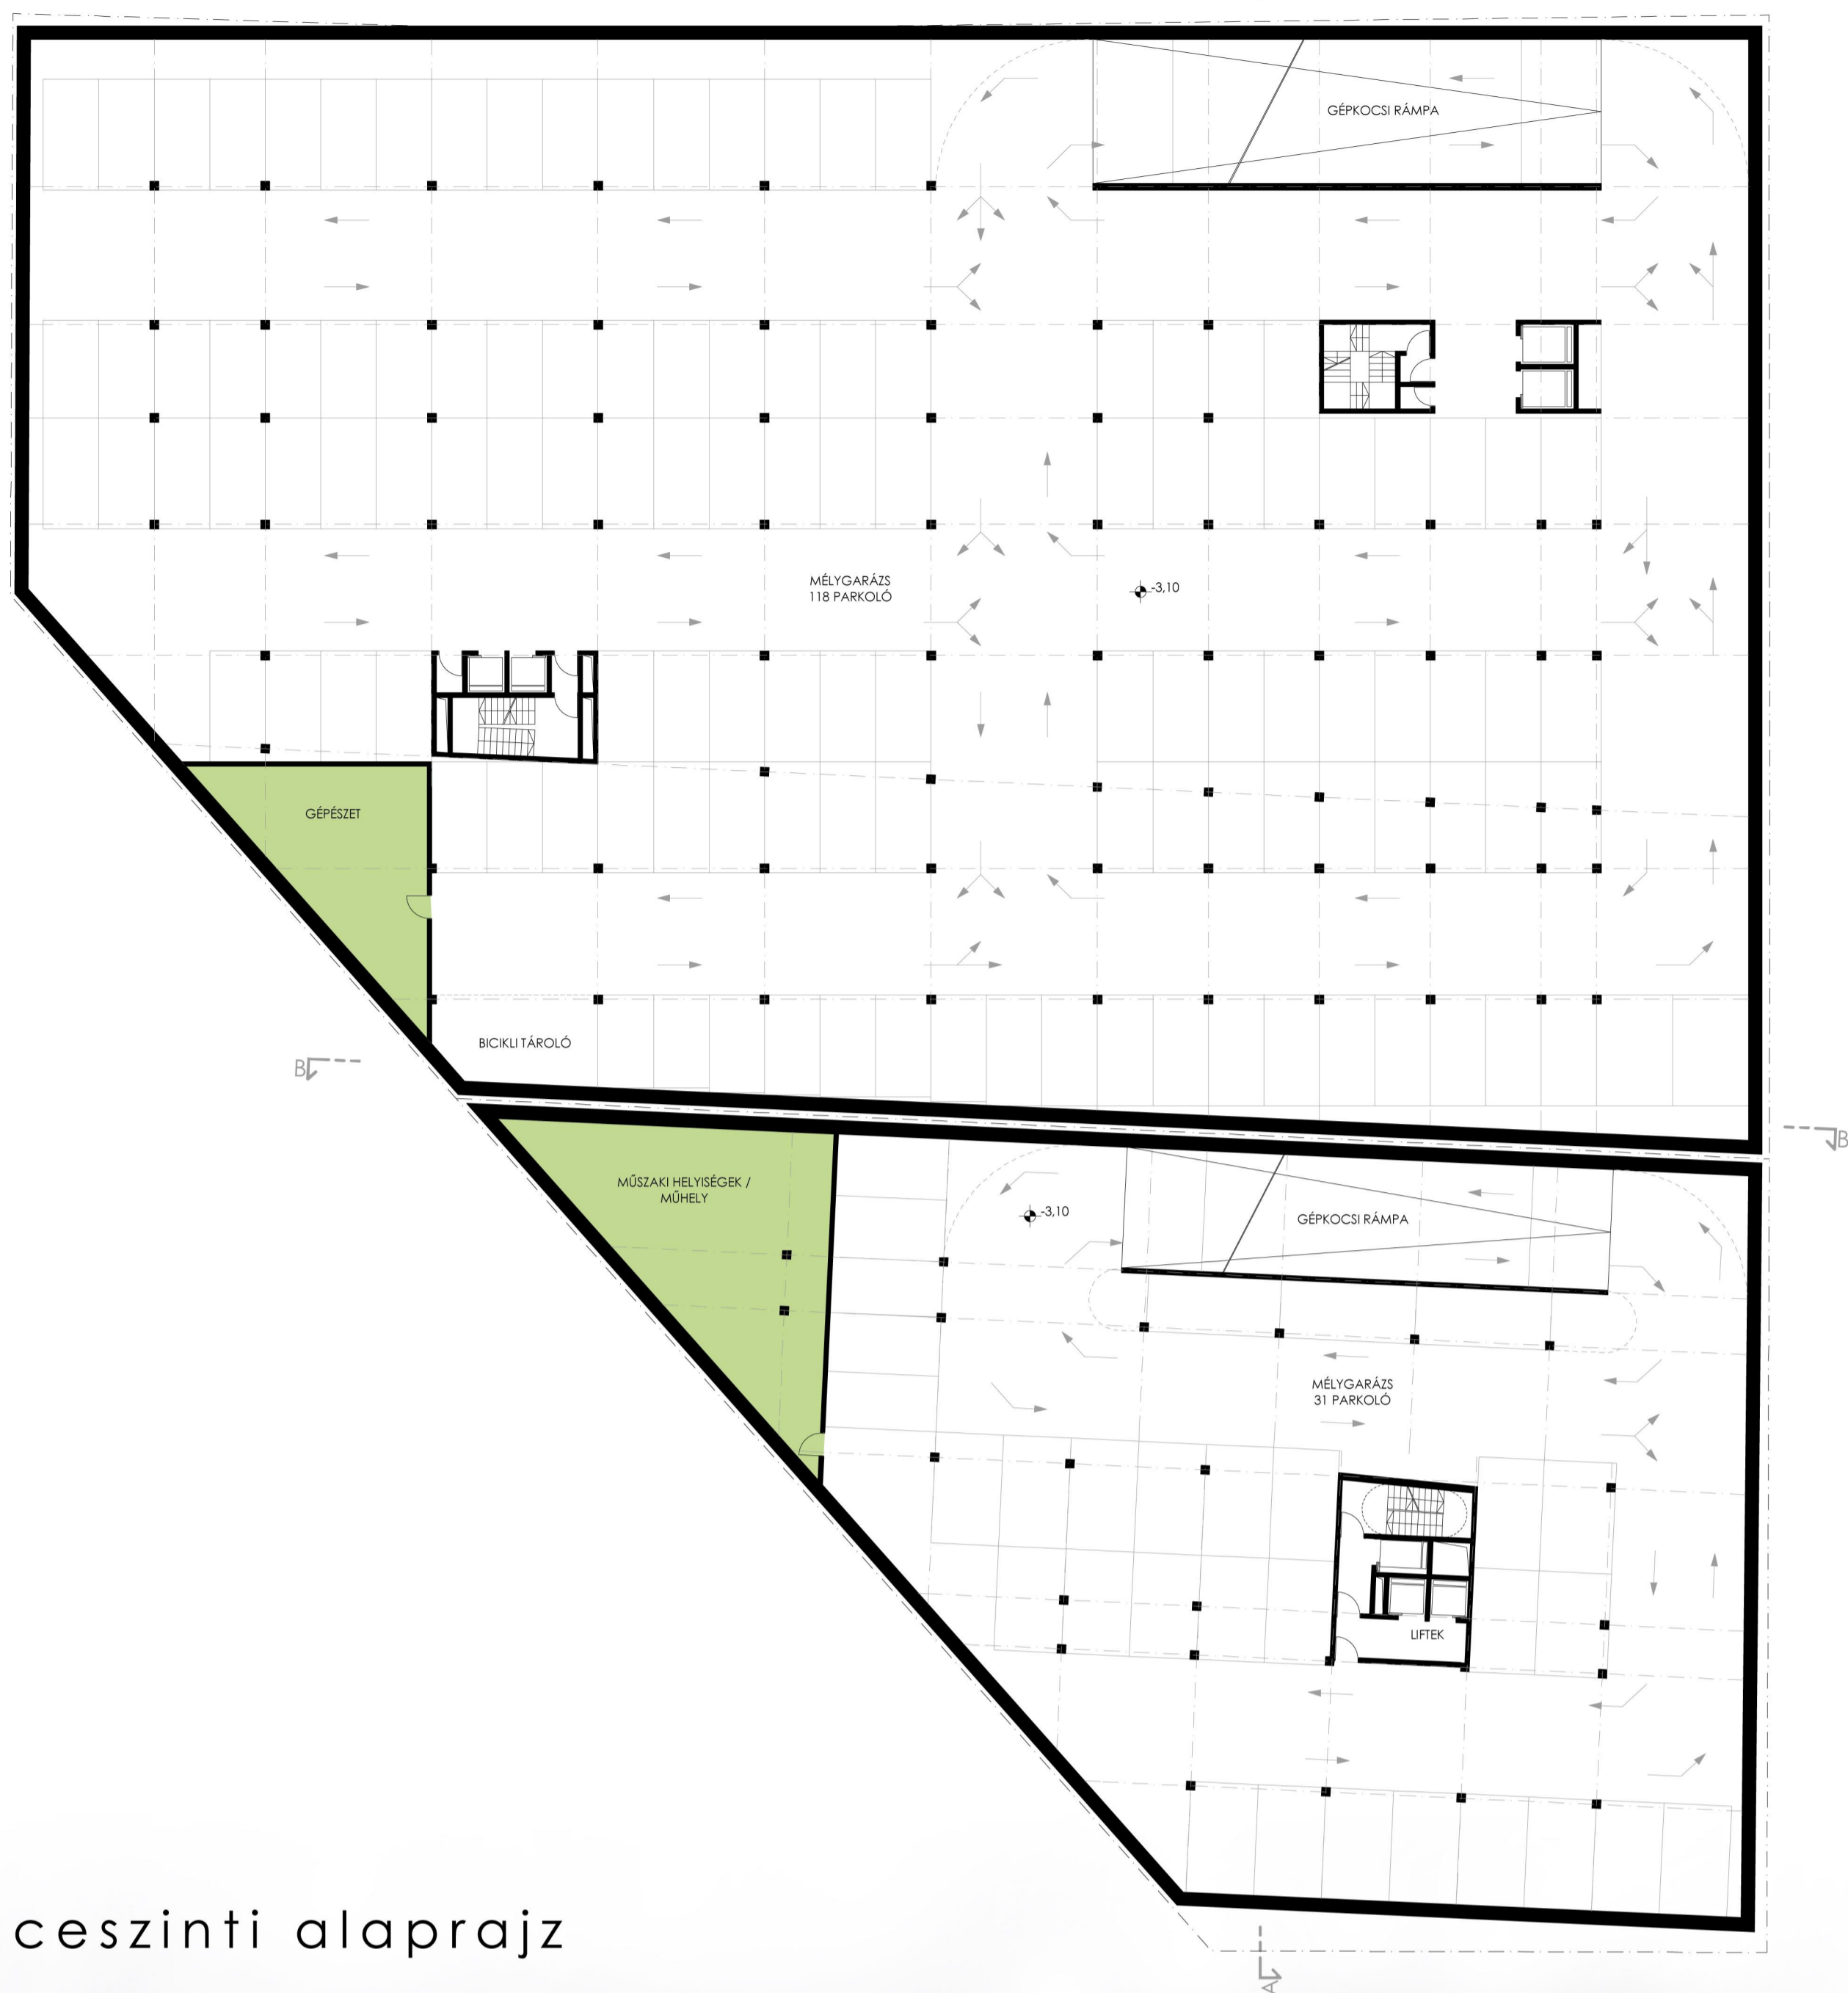 GÉPKOCSI RÁMPA
MÉLYGARÁZS
118 PARKOLÓ
-3,10
GÉPÉSZET
BICIKLI TÁROLÓ
B
B
MŰSZAKI HELYISÉGEK /
MŰHELY
-3,10
GÉPKOCSI RÁMPA
MÉLYGARÁZS
31 PARKOLÓ
LIFTEK
ceszinti alaprajz
A